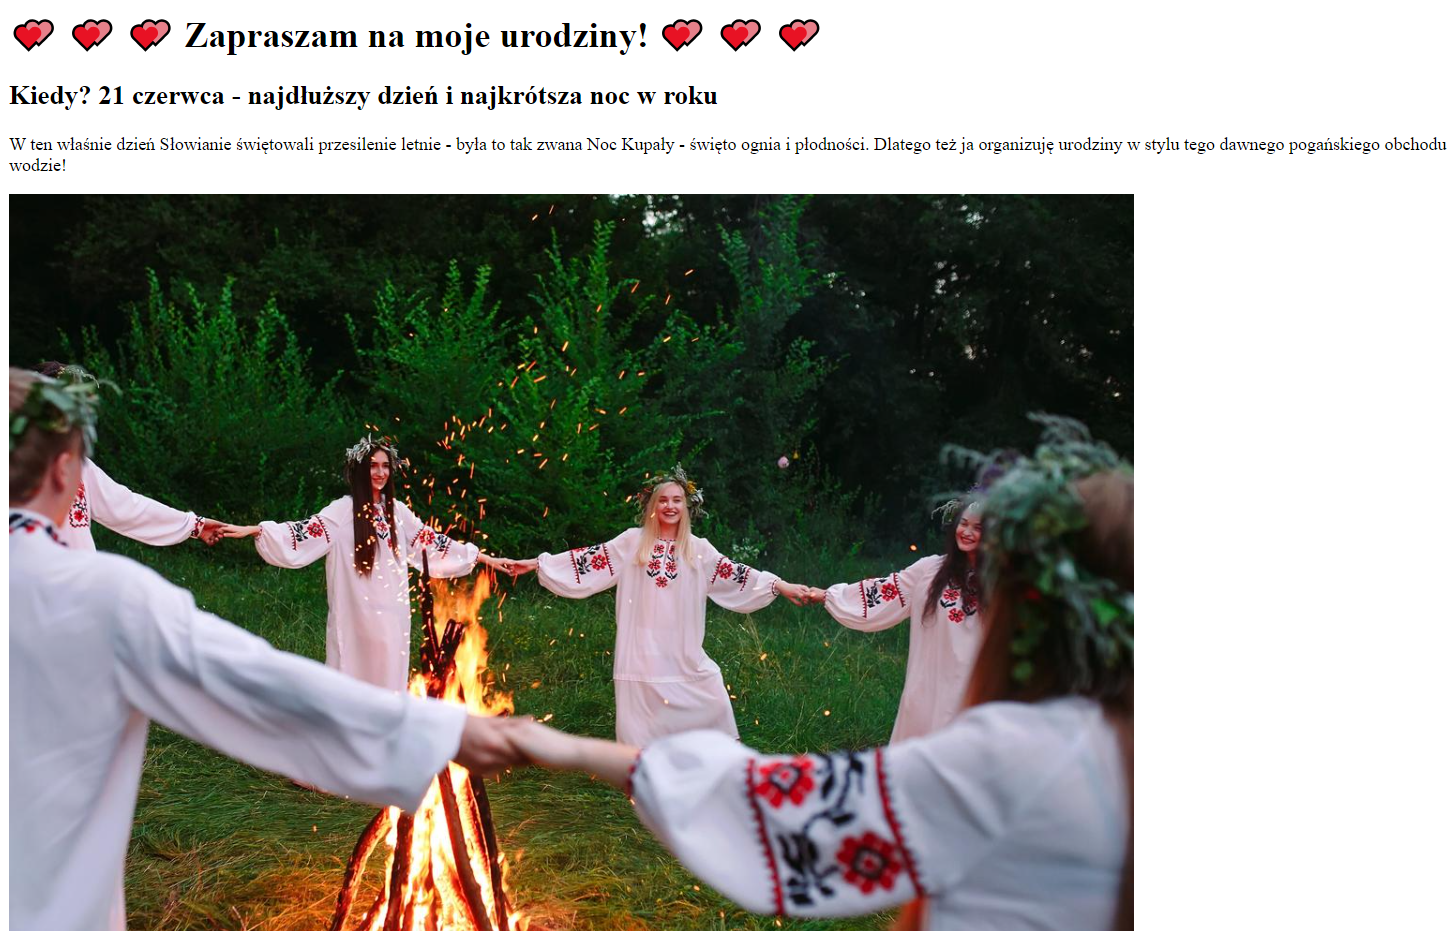 💕 💕 💕 Zapraszam na moje urodziny! 💕 💕 💕
Kiedy? 21 czerwca - najdłuższy dzień i najkrótsza noc w roku
W ten właśnie dzień Słowianie świętowali przesilenie letnie - była to tak zwana Noc Kupały - święto ognia i płodności. Dlatego też ja organizuję urodziny w stylu tego dawnego pogańskiego obchodu
wodzie!